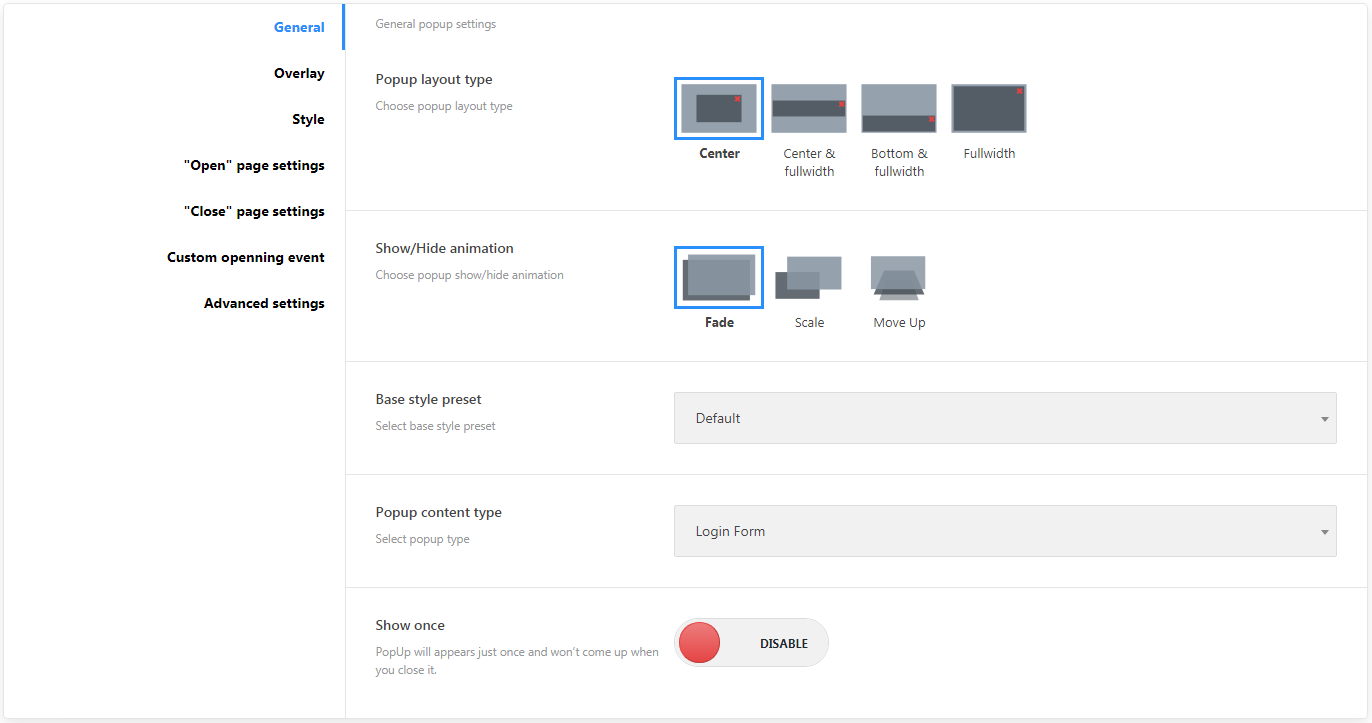 General
Overlay
Style
"Open" page settings
"Close" page settings
Custom openning event
Advanced settings
General popup settings
Popup layout type
Choose popup layout type
Center
Center &
fullwidth
Bottom &
fullwidth
Fullwidth
Show/Hide animation
Choose popup show/hide animation
Fade
Scale
Move Up
Base style preset
Select base style preset
Default
Popup content type
Select popup type
Login Form
Show once
PopUp will appears just once and won't come up when
you close it.
DISABLE